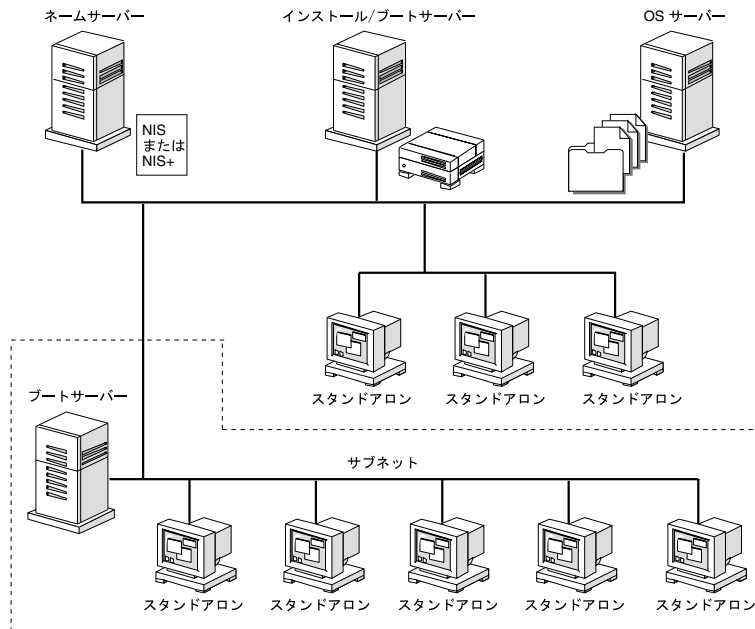 ネームサーバー
インストール/ブートサーバー
OS サーバー
NIS
または
NIS+
スタンドアロン
スタンドアロン
スタンドアロン
ブートサーバー
サブネット
スタンドアロン
スタンドアロン
スタンドアロン
スタンドアロン
スタンドアロン